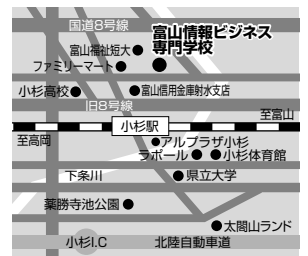 国道8号線
富山情報ビジネス
専門学校
富山福祉短大
ファミリーマート
小杉高校
富山信用金庫射水支店
旧8号線
至富山
小杉駅
至高岡
アルプラザ小杉
ラポール
小杉体育館
下条川
県立大学
薬勝寺池公園
太閤山ランド
小杉I.C
北陸自動車道